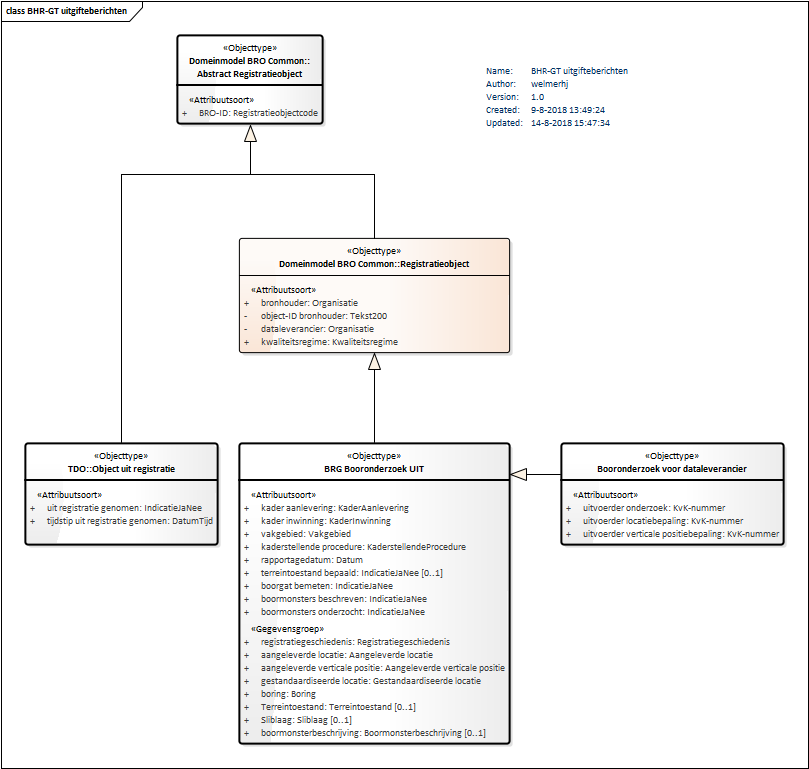 class BHR-GT uitgifteberichten
«Objecttype»
Domeinmodel BRO Common::
Abstract Registratieobject
«Attribuutsoort»
+ BRO-ID: Registratieobjectcode
Name: BHR-GT uitgifteberichten
Author: welmerhj
Version: 1.0
Created: 9-8-2018 13:49:24
Updated: 14-8-2018 15:47:34
«Objecttype»
Domeinmodel BRO Common::Registratieobject
«Attribuutsoort»
+ bronhouder: Organisatie
- object-ID bronhouder: Tekst200
- dataleverancier: Organisatie
+ kwaliteitsregime: Kwaliteitsregime
«Objecttype»
TDO::Object uit registratie
«Attribuutsoort»
+ uit registratie genomen: IndicatieJaNee
+ tijdstip uit registratie genomen: DatumTijd
«Objecttype»
BRG Booronderzoek UIT
«Attribuutsoort»
+ kader aanlevering: KaderAanlevering
+ kader inwinning: KaderInwinning
+ vakgebied: Vakgebied
+ kaderstellende procedure: KaderstellendeProcedure
+ rapportagedatum: Datum
+ terreintoestand bepaald: IndicatieJaNee [0..1]
+ boorgat bemeten: IndicatieJaNee
+ boormonsters beschreven: IndicatieJaNee
+ boormonsters onderzocht: IndicatieJaNee
«Gegevensgroep»
+ registratiegeschiedenis: Registratiegeschiedenis
+ aangeleverde locatie: Aangeleverde locatie
+ aangeleverde verticale positie: Aangeleverde verticale positie
+ gestandaardiseerde locatie: Gestandaardiseerde locatie
+ boring: Boring
+ Terreintoestand: Terreintoestand [0..1]
+ Sliblaag: Sliblaag [0..1]
+ boormonsterbeschrijving: Boormonsterbeschrijving [0..1]
«Objecttype»
Booronderzoek voor dataleverancier
«Attribuutsoort»
+ uitvoerder onderzoek: KvK-nummer
+ uitvoerder locatiebepaling: KvK-nummer
+ uitvoerder verticale positiebepaling: KvK-nummer